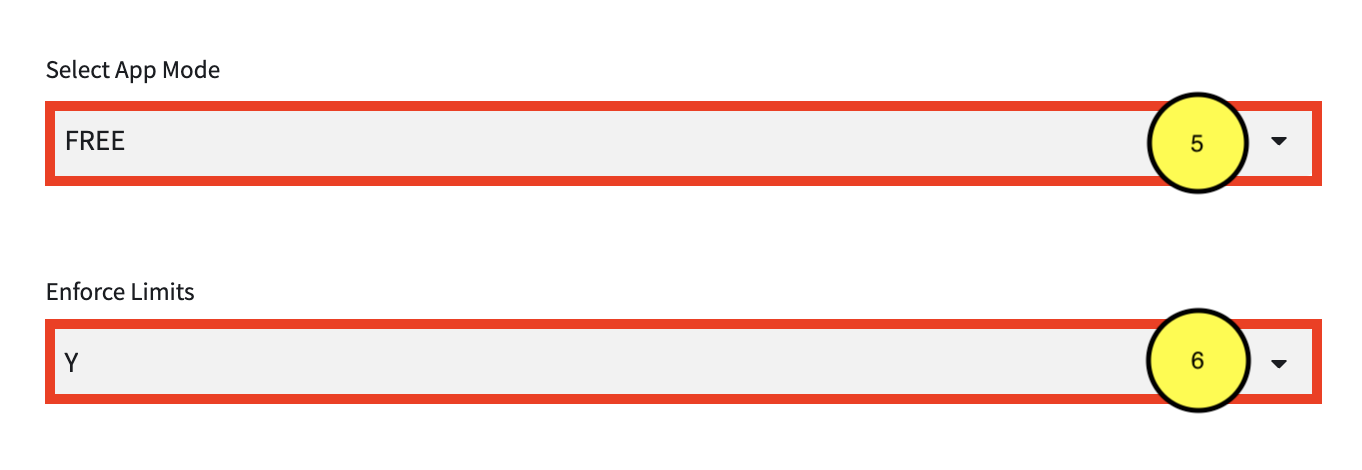 Select App Mode
FREE
5
Enforce Limits
Y
6